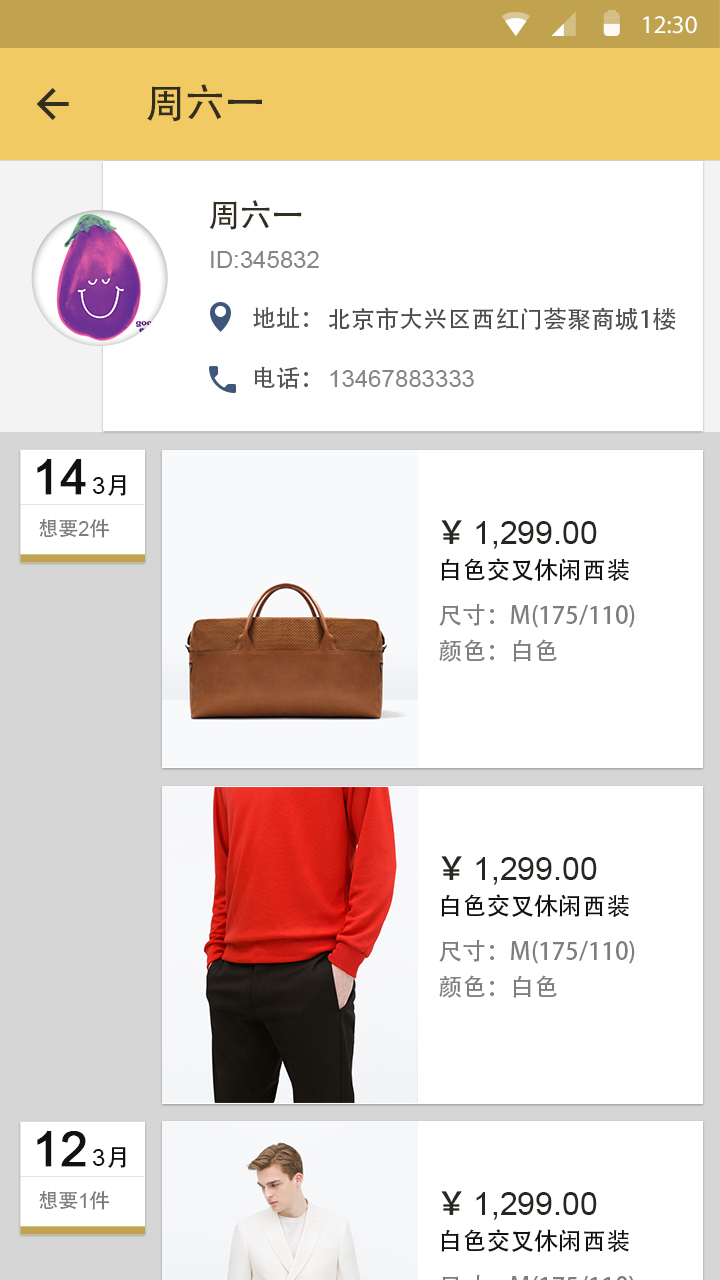 12:30
周六一
周六一
ID:345832
地址： 北京市大兴区西红门荟聚商城1楼
电话： 13467883333
14 3月
想要2件
¥ 1,299.00
白色交叉休闲西装
尺寸：M(175/110)
颜色：白色
¥ 1,299.00
白色交叉休闲西装
尺寸：M(175/110)
颜色：白色
12 3月
想要1件
¥ 1,299.00
白色交叉休闲西装